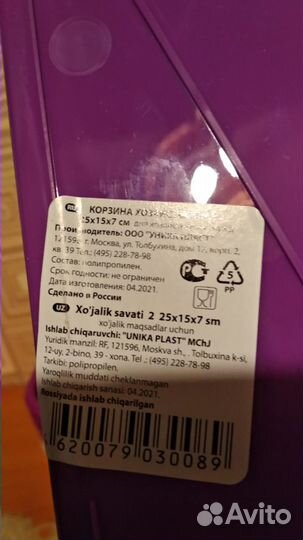 КОРЗИНА
25x15x7 см для
Производитель: ООО "УНИКА ПЛАСТ"
121596, г. Москва, ул. Толбухина, дом 12, корп. 2,
кв. 39 Тел.:(495) 228-78-98
Состав:полипропилен.
Срок годности: не ограничен
Дата изготовления: 04.2021.
Сделано в России
5
PP
UZ Xo'jalik savati 2 25x15x7 sm
xo'jalik maqsadlar uchun
Ishlab chiqaruvchi: "UNIKA PLAST" MChJ
Yuridik manzil: RF, 121596, Moskva sh., Tolbuxina k-si,
12-uy, 2-bino, 39 - xona. Tel.: (495) 228-78-98
Tarkibi: polipropilen.
Yaroqlilik muddati cheklanmagan
Ishlab chiqarish sanasi: 04.2021.
Rossiyada ishlab chiqarilgan
4620079030089
Avito